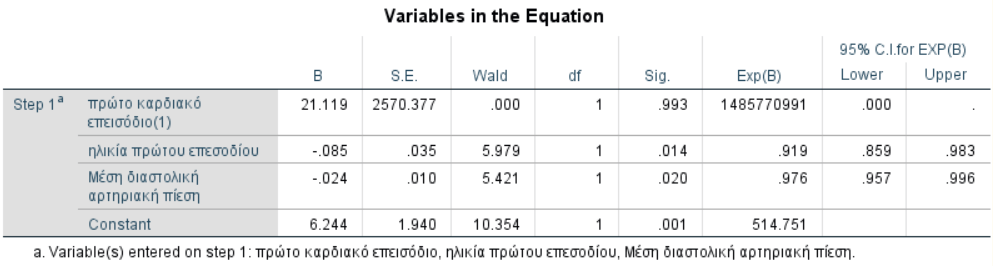 Variables in the Equation
95% C.I.for EXP(B)
B S.E. Wald df Sig. Exp(B) Lower Upper
Step 1a πρώτο καρδιακό επεισόδιο(1) 21.119 2570.377 .000 1 .993 1485770991 .000 .
ηλικία πρώτου επεσοδίου -.085 .035 5.979 1 .014 .919 .859 .983
Μέση διαστολική αρτηριακή πίεση -.024 .010 5.421 1 .020 .976 .957 .996
Constant 6.244 1.940 10.354 1 .001 514.751
a. Variable(s) entered on step 1: πρώτο καρδιακό επεισόδιο, ηλικία πρώτου επεσοδίου, Μέση διαστολική αρτηριακή πίεση.